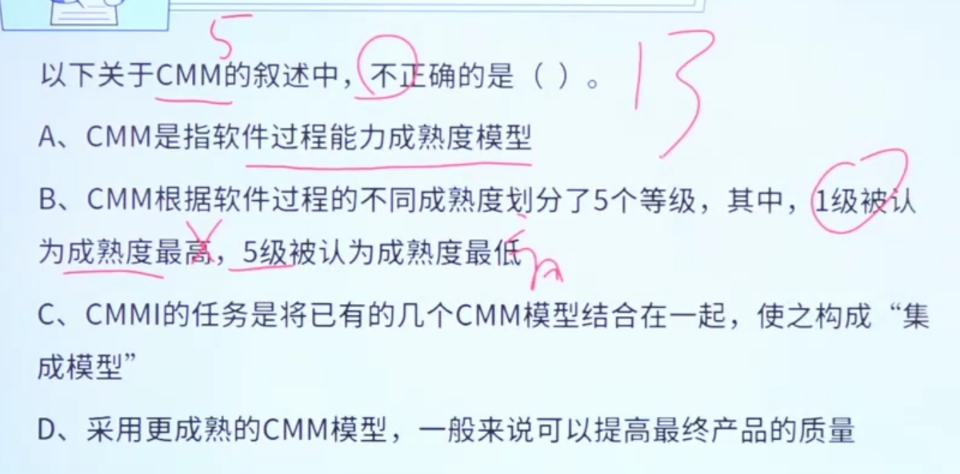 5
以下关于CMM的叙述中，不正确的是（ ）。
13
A、CMM是指软件过程能力成熟度模型
B、CMM根据软件过程的不同成熟度划分了5个等级，其中，1级被认
为成熟度最高，5级被认为成熟度最低
C、CMMI的任务是将已有的几个CMM模型结合在一起，使之构成“集
成模型”
D、采用更成熟的CMM模型，一般来说可以提高最终产品的质量